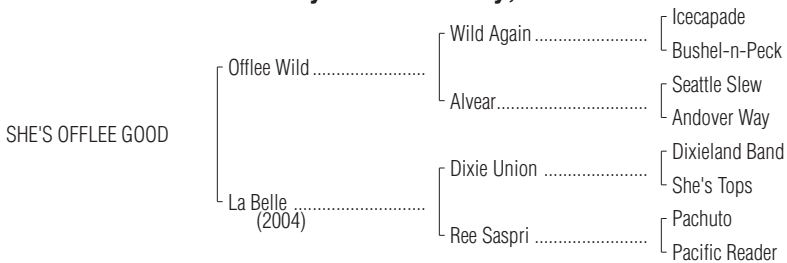 Icecapade
Wild Again
Bushel-n-Peck
Offlee Wild
Seattle Slew
Alvear
Andover Way
SHE'S OFFLEE GOOD
Dixieland Band
Dixie Union
She's Tops
La Belle
(2004)
Pachuto
Ree Saspri
Pacific Reader